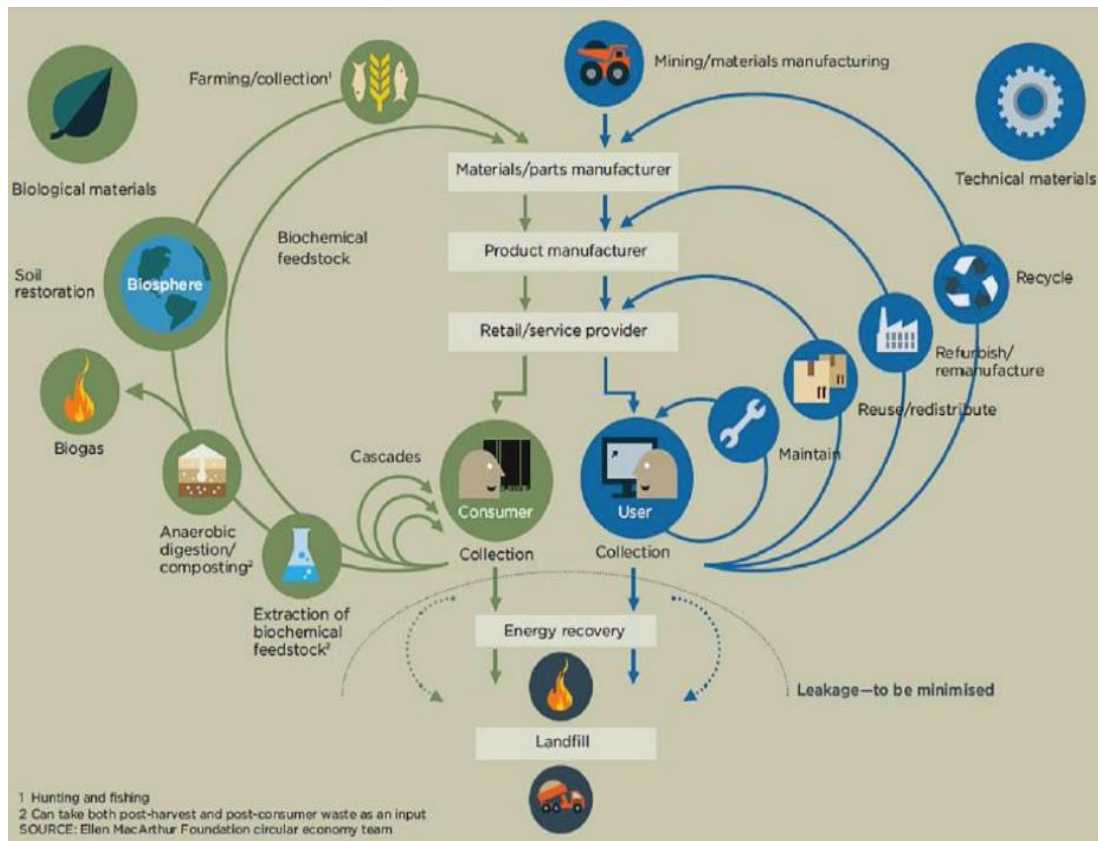 Farming/collection¹
Mining/materials manufacturing
Biological materials
Materials/parts manufacturer
Technical materials
Biochemical
feedstock
Product manufacturer
Soil
restoration
Biosphere
Recycle
Retail/service provider
Refurbish/
remanufacture
Reuse/redistribute
Biogas
Cascades
Maintain
Consumer
User
Anaerobic
digestion/
composting²
Collection
Collection
Extraction of
biochemical
feedstock²
Energy recovery
Leakage—to be minimised
Landfill
1 Hunting and fishing
2 Can take both post-harvest and post-consumer waste as an input
SOURCE: Ellen MacArthur Foundation circular economy team